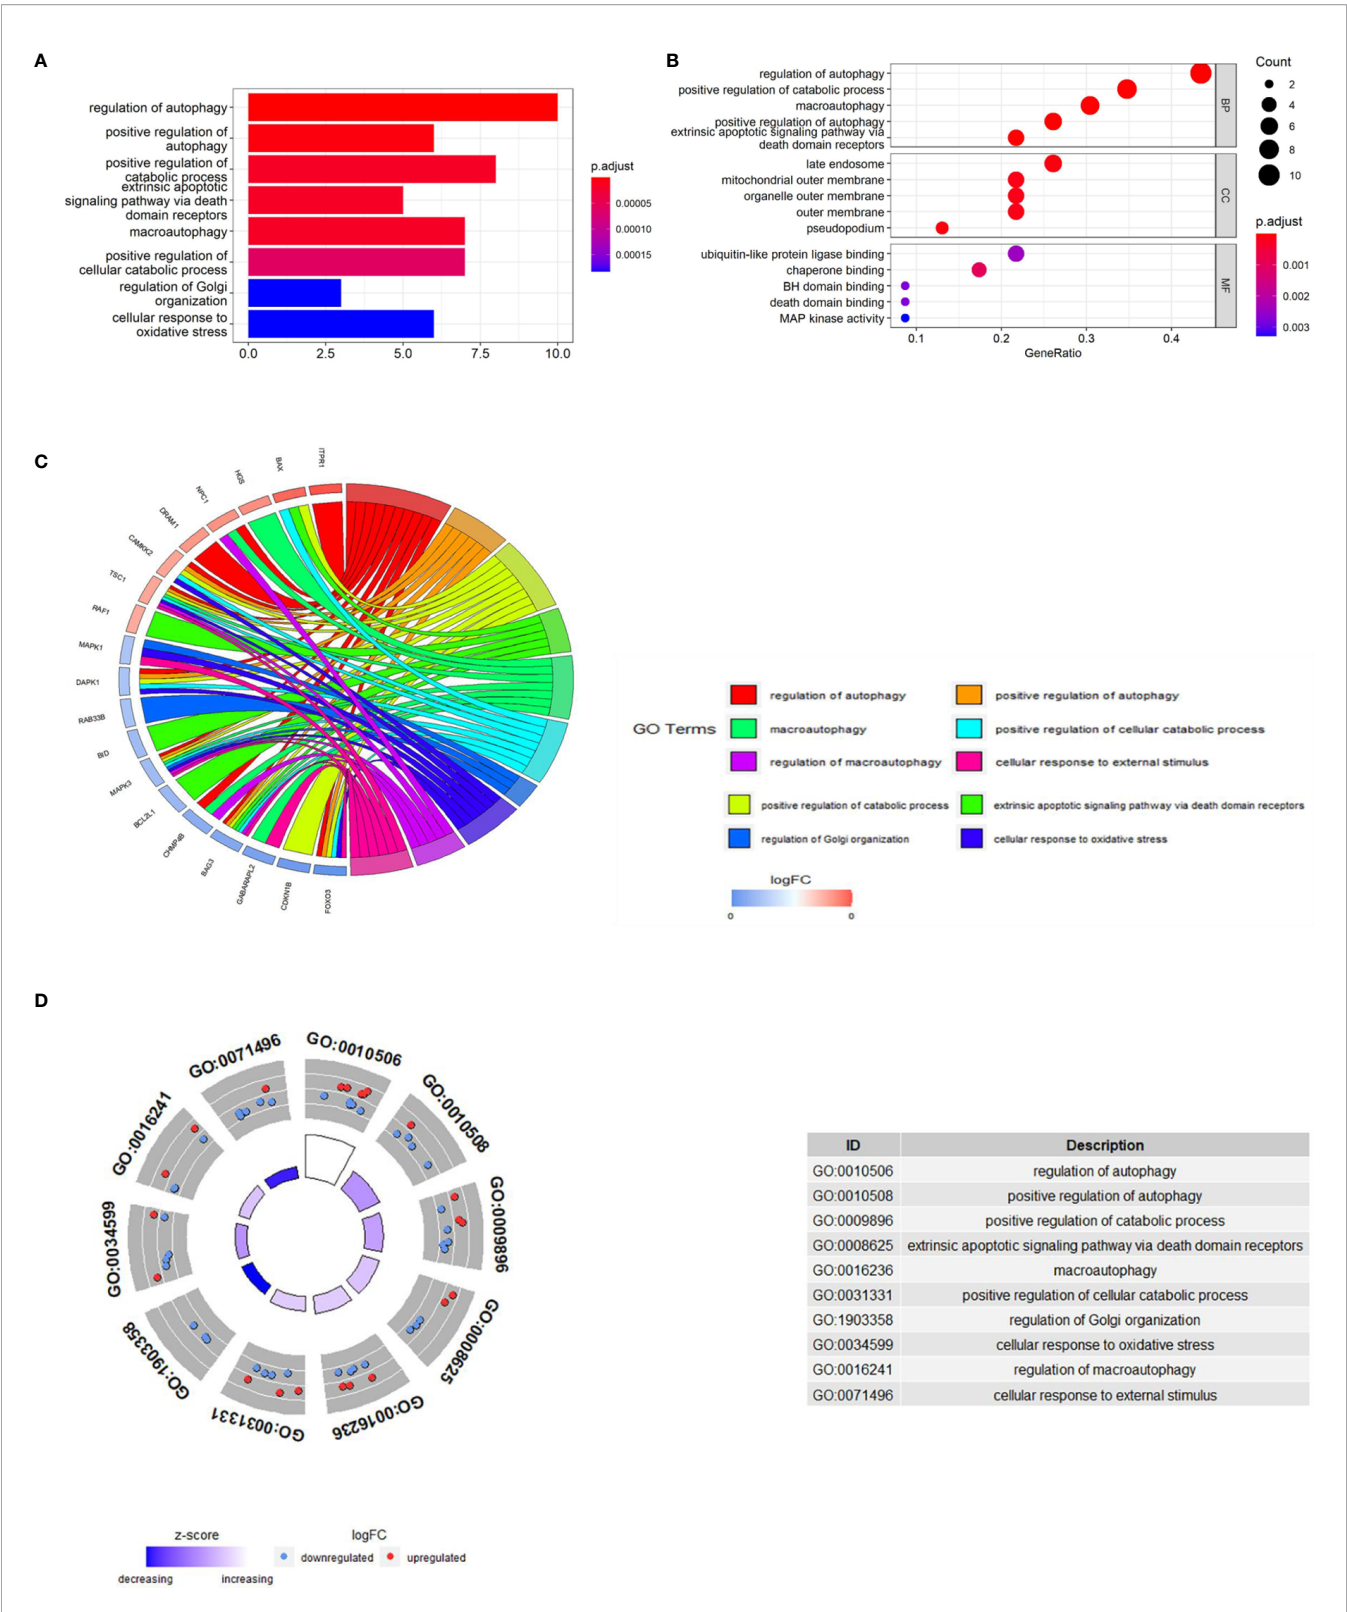 A
regulation of autophagy
positive regulation of
autophagy
positive regulation of
catabolic process
extrinsic apoptotic
signaling pathway via death
domain receptors
macroautophagy
positive regulation of
cellular catabolic process
regulation of Golgi
organization
cellular response to
oxidative stress
0.0 2.5 5.0 7.5 10.0
p.adjust
0.00005
0.00010
0.00015
B
regulation of autophagy
positive regulation of catabolic process
macroautophagy
positive regulation of autophagy
extrinsic apoptotic signaling pathway via
death domain receptors
late endosome
mitochondrial outer membrane
organelle outer membrane
outer membrane
pseudopodium
ubiquitin-like protein ligase binding
chaperone binding
BH domain binding
death domain binding
MAP kinase activity
BP
CC
MF
0.1 0.2 0.3 0.4
GeneRatio
Count
2
4
6
8
10
p.adjust
0.001
0.002
0.003
C
ITPR1
BAX
HGS
NPC1
DRAM1
CAMKK2
TSC1
RAF1
MAPK1
DAPK1
RAB33B
BID
MAPK3
BCL2L1
CHMP4B
BAG3
GABARAPL2
CDKN1B
FOXO3
GO Terms
regulation of autophagy positive regulation of autophagy
macroautophagy positive regulation of cellular catabolic process
regulation of macroautophagy cellular response to external stimulus
positive regulation of catabolic process extrinsic apoptotic signaling pathway via death domain receptors
regulation of Golgi organization cellular response to oxidative stress
logFC
0 0
D
GO:0010506
GO:0010508
GO:0009896
GO:0008625
GO:0016236
GO:0031331
GO:1903358
GO:0034599
GO:0016241
GO:0071496
z-score
decreasing increasing
logFC
downregulated upregulated
ID Description
GO:0010506 regulation of autophagy
GO:0010508 positive regulation of autophagy
GO:0009896 positive regulation of catabolic process
GO:0008625 extrinsic apoptotic signaling pathway via death domain receptors
GO:0016236 macroautophagy
GO:0031331 positive regulation of cellular catabolic process
GO:1903358 regulation of Golgi organization
GO:0034599 cellular response to oxidative stress
GO:0016241 regulation of macroautophagy
GO:0071496 cellular response to external stimulus